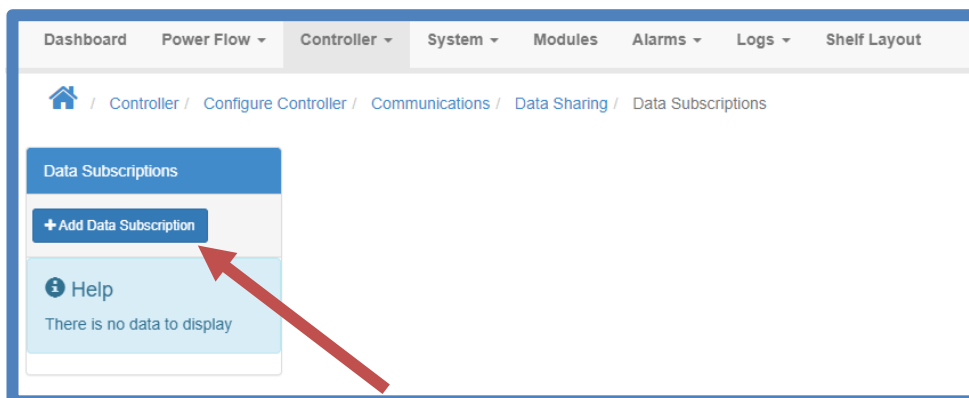 Dashboard Power Flow Controller System Modules Alarms Logs Shelf Layout
/ Controller / Configure Controller / Communications / Data Sharing / Data Subscriptions
Data Subscriptions
+ Add Data Subscription
Help
There is no data to display